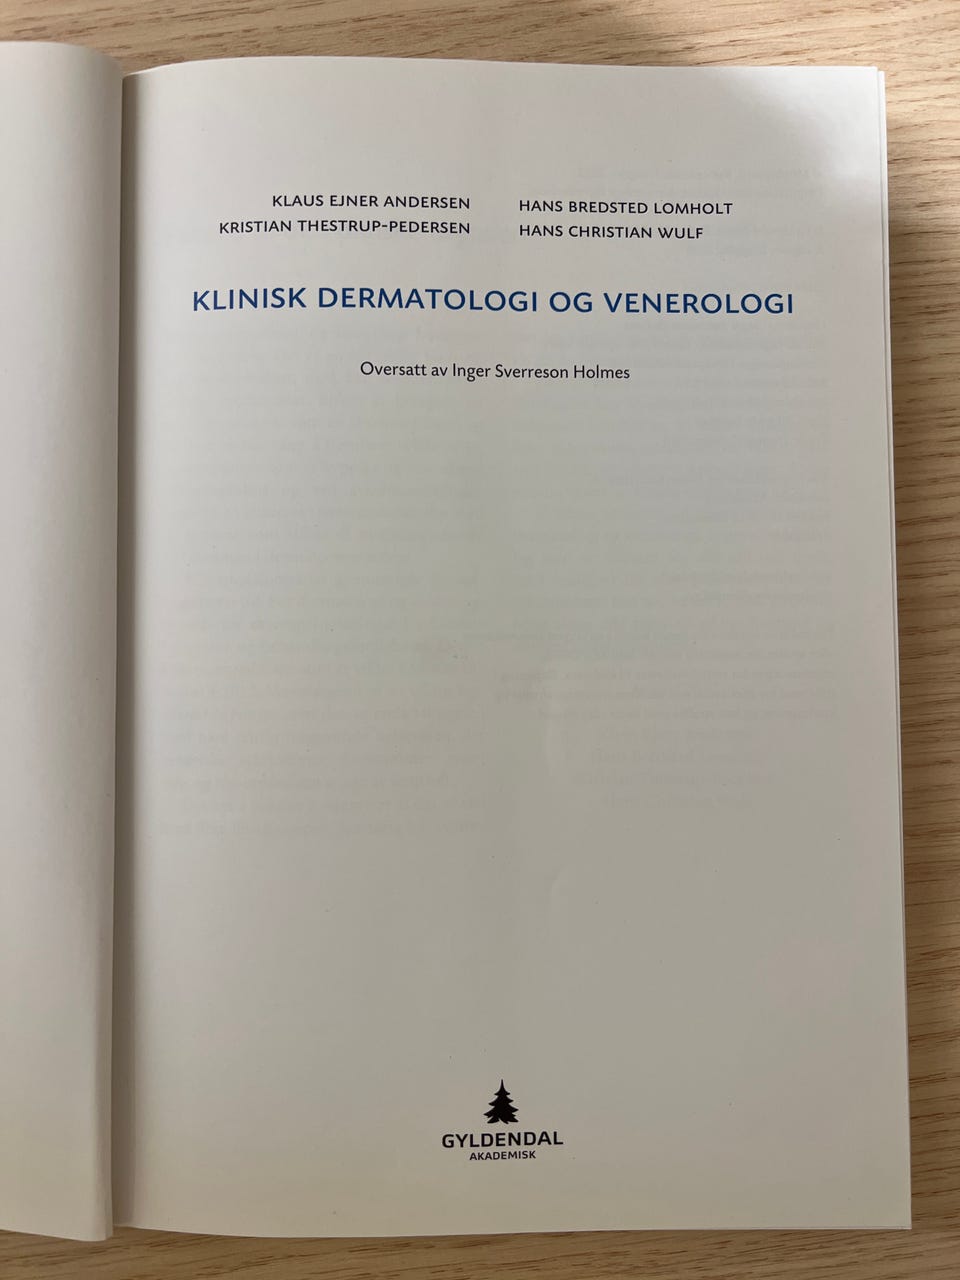 KLAUS EJNER ANDERSEN
KRISTIAN THESTRUP-PEDERSEN
HANS BREDSTED LOMHOLT
HANS CHRISTIAN WULF
KLINISK DERMATOLOGI OG VENEROLOGI
Oversatt av Inger Sverreson Holmes
GYLDENDAL
AKADEMISK